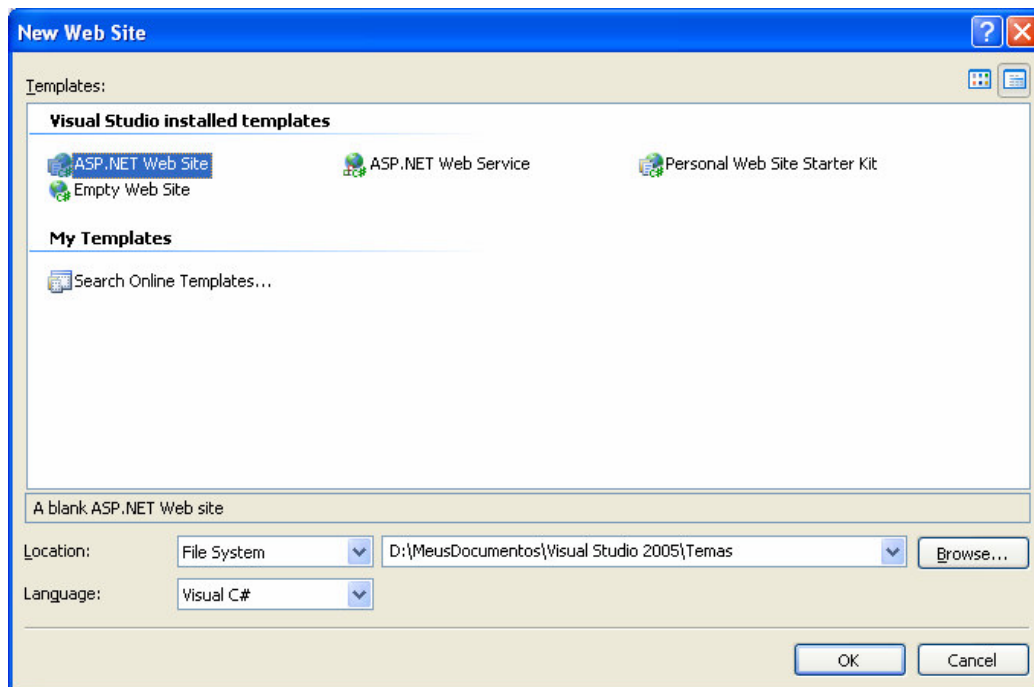 New Web Site
Templates:
Visual Studio installed templates
ASP.NET Web Site
ASP.NET Web Service
Personal Web Site Starter Kit
Empty Web Site
My Templates
Search Online Templates...
A blank ASP.NET Web site
Location:
File System
D:\MeusDocumentos\Visual Studio 2005\Temas
Browse...
Language:
Visual C#
OK
Cancel